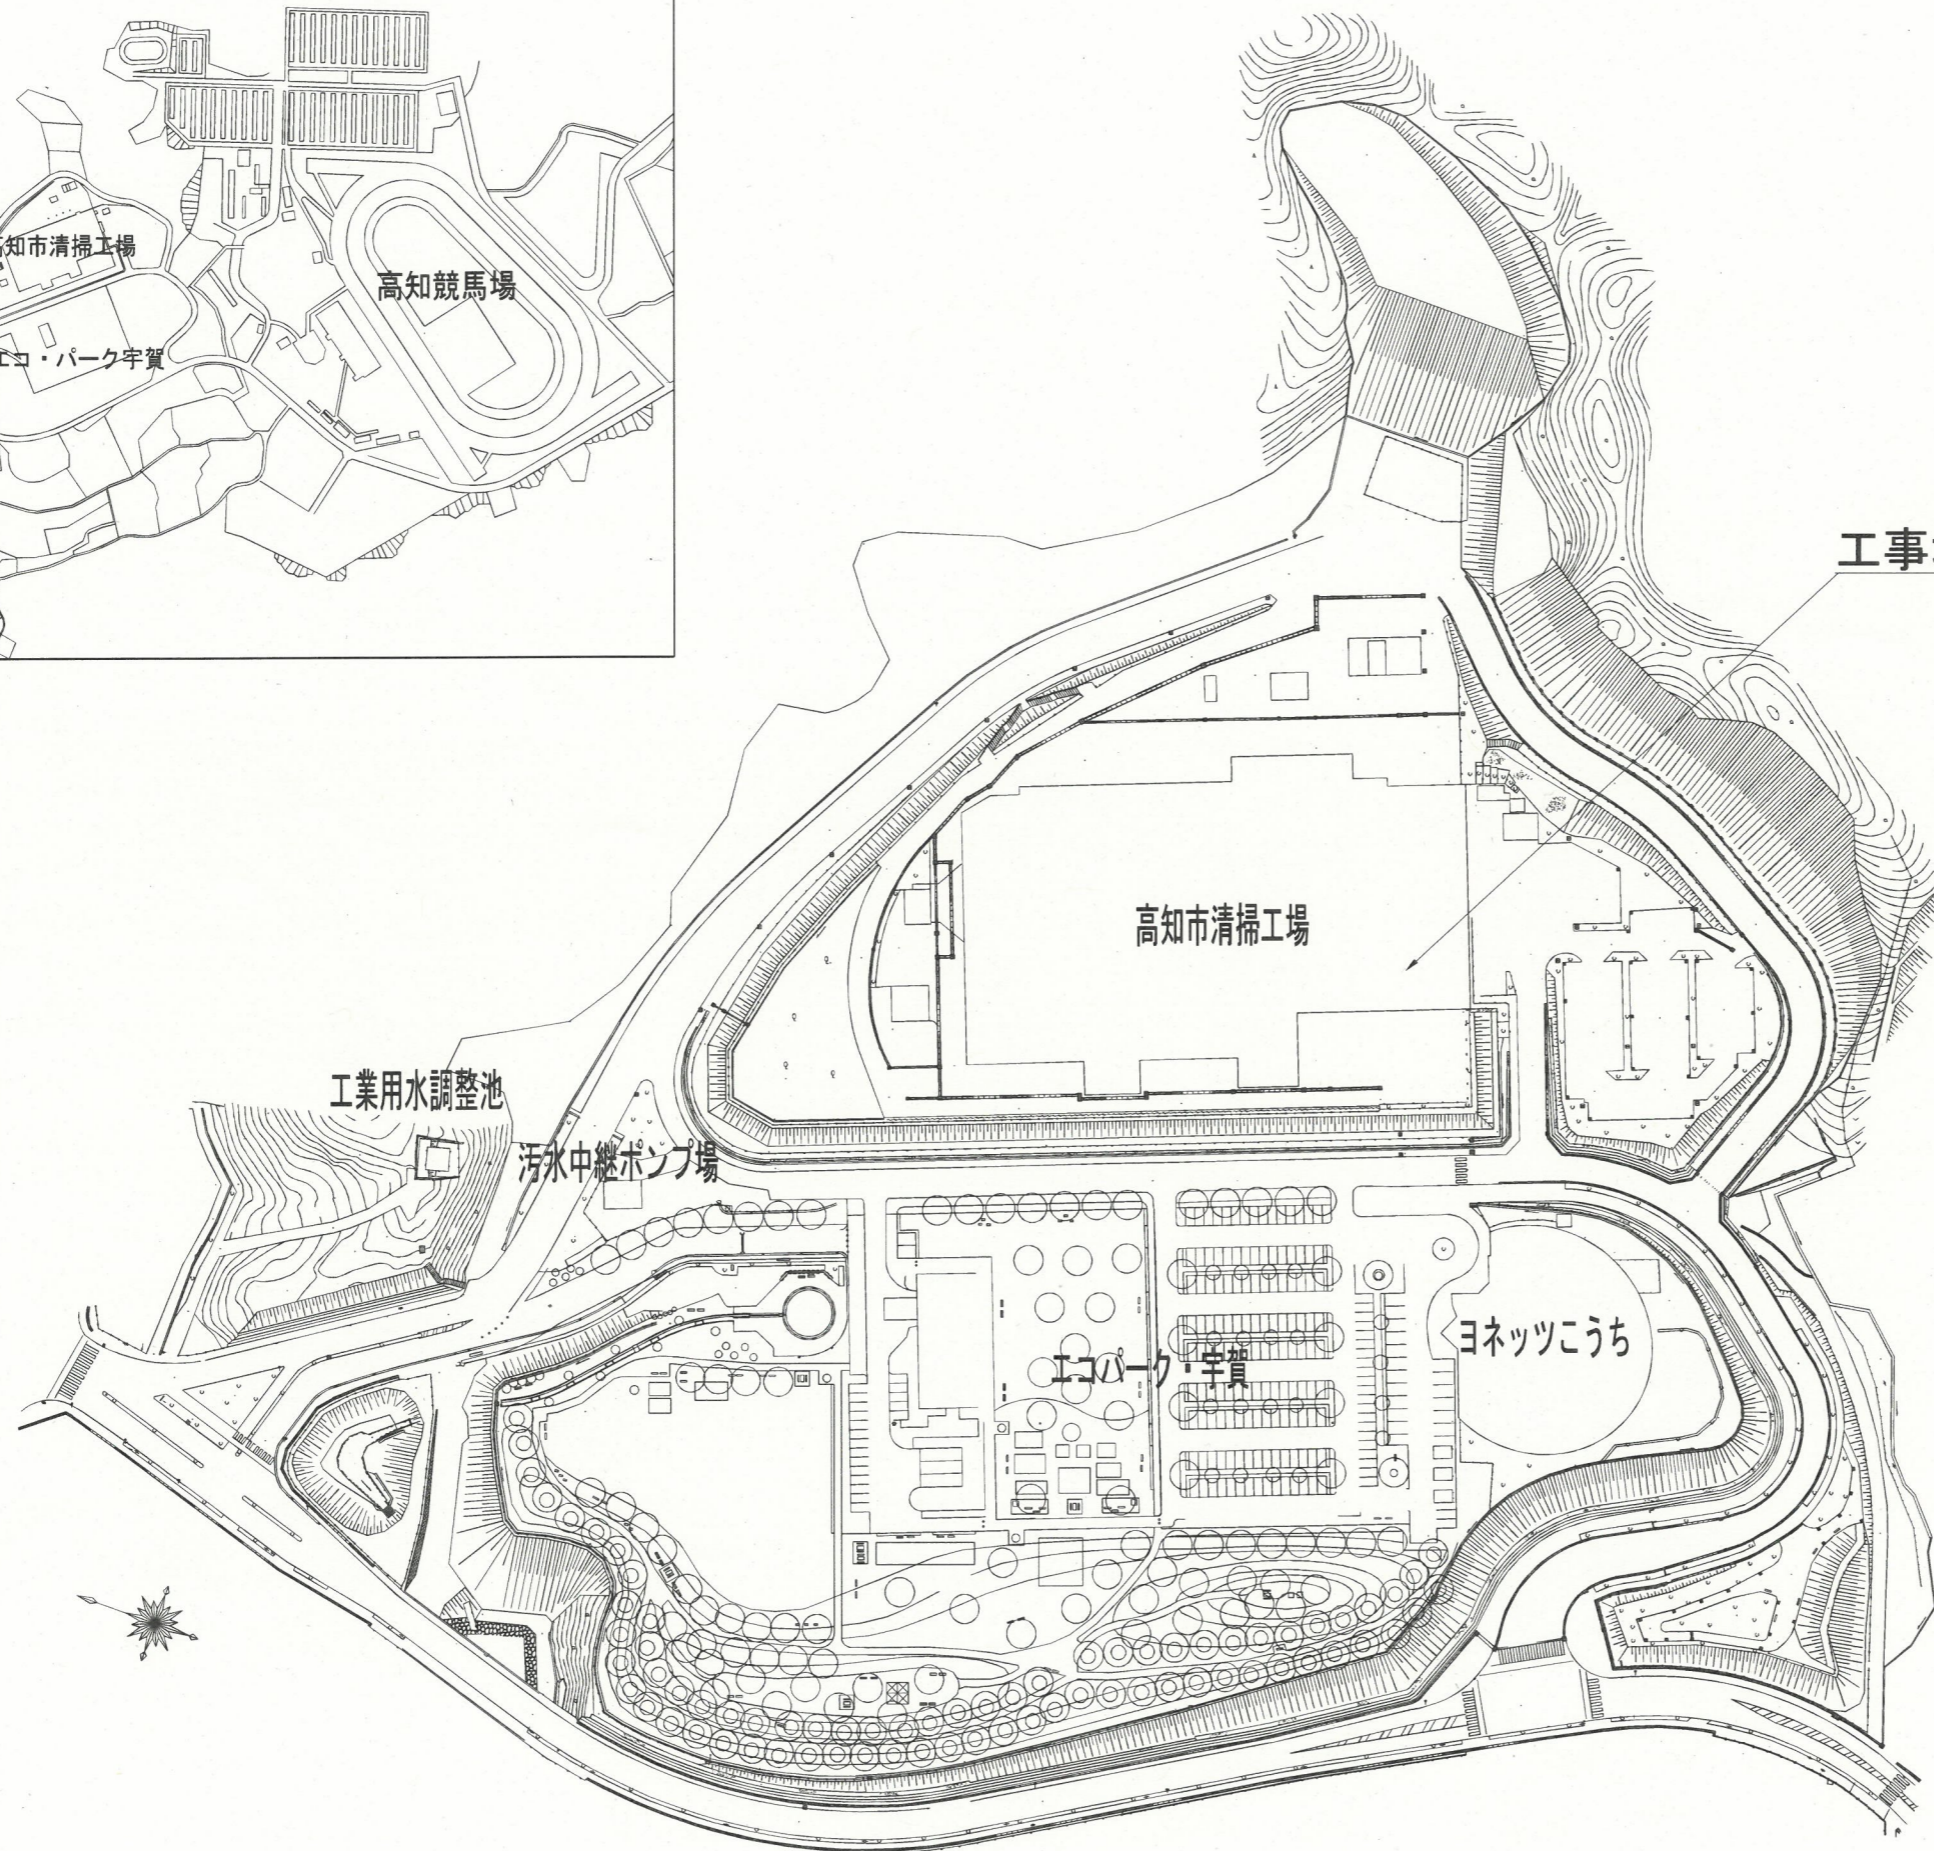 知市清掃工場
高知競馬場
エコ・パーク宇賀
工事
高知市清掃工場
工業用水調整池
汚水中継ポンプ場
ヨネッツこうち
エコパーク・宇賀